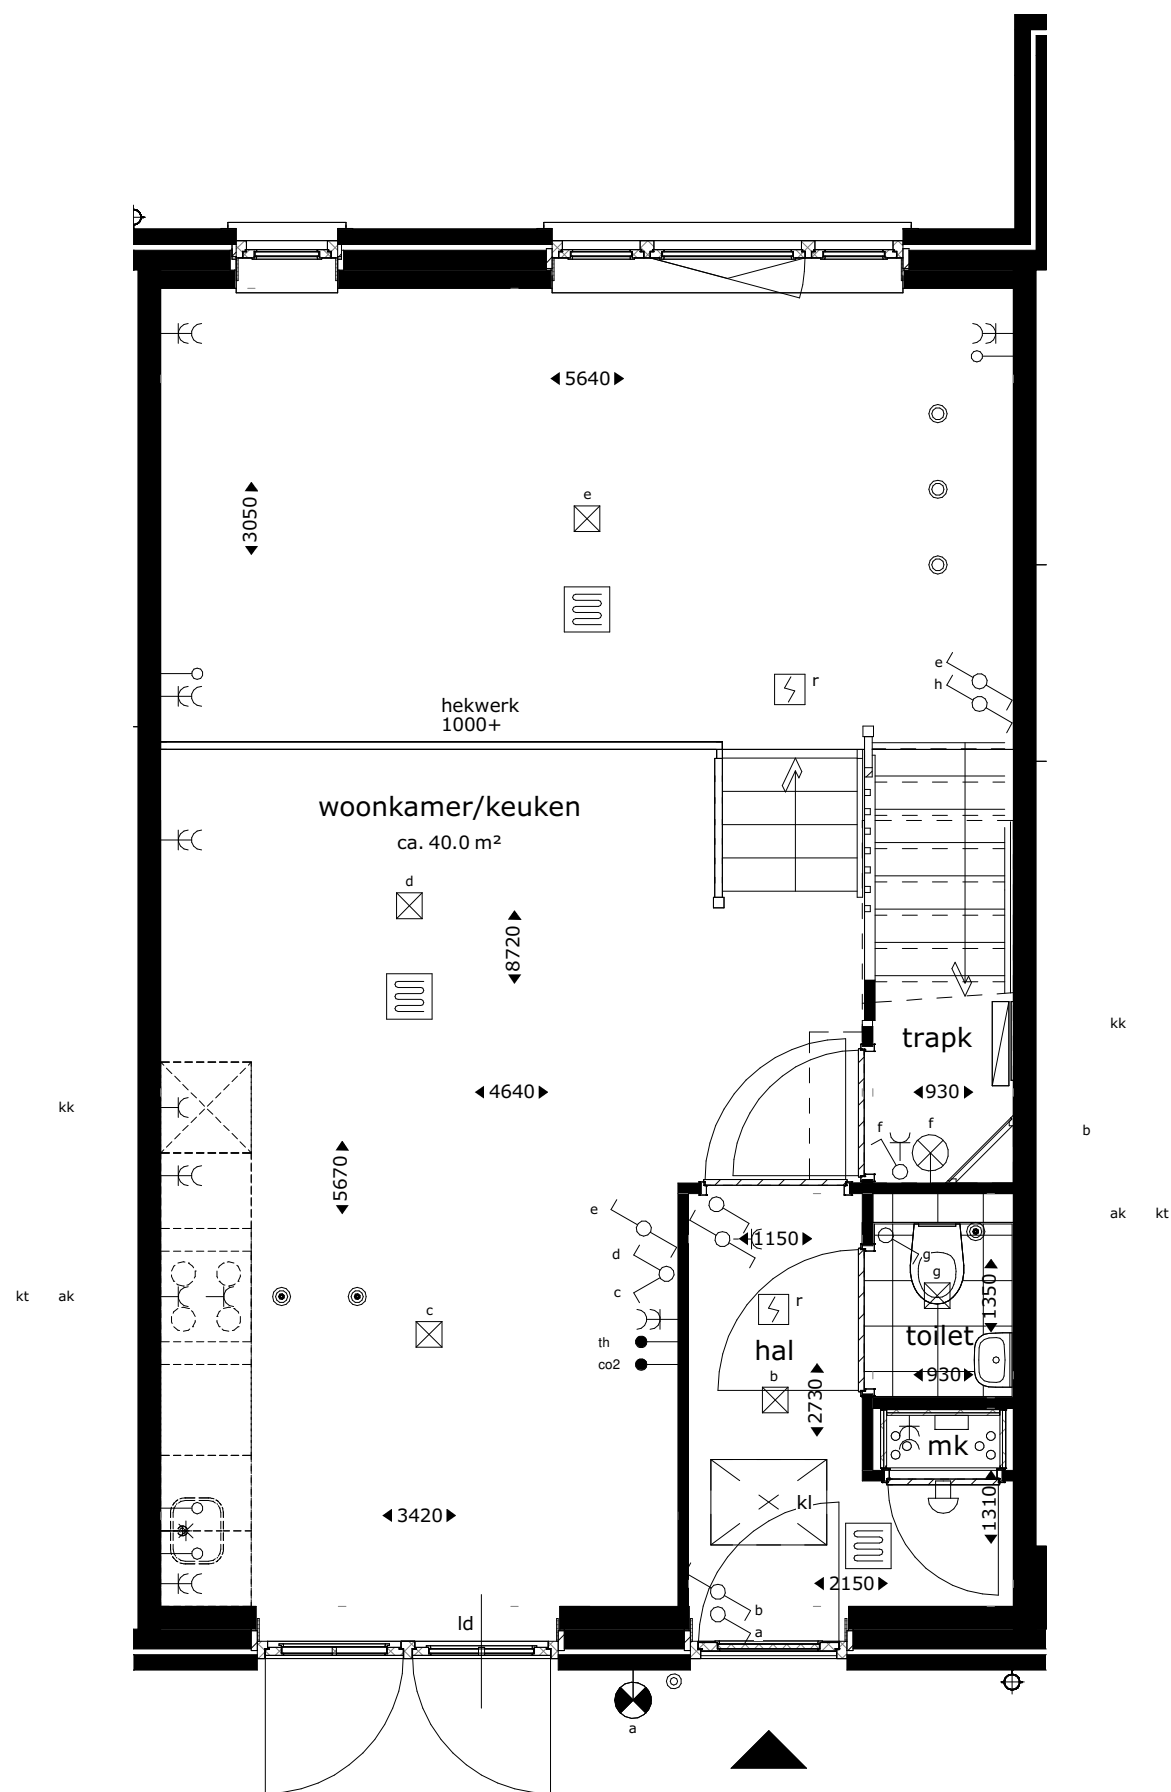 5640
3050
e
r
e
h
hekwerk
1000+
woonkamer/keuken
ca. 40.0 m²
d
8720
trapk
kk
4640
930
kk
f
f
b
5670
e
1150
ak
kt
d
g
g
c
1350
kt
ak
c
r
th
hal
toilet
co2
b
930
2730
mk
kl
1310
3420
2150
b
ld
a
a